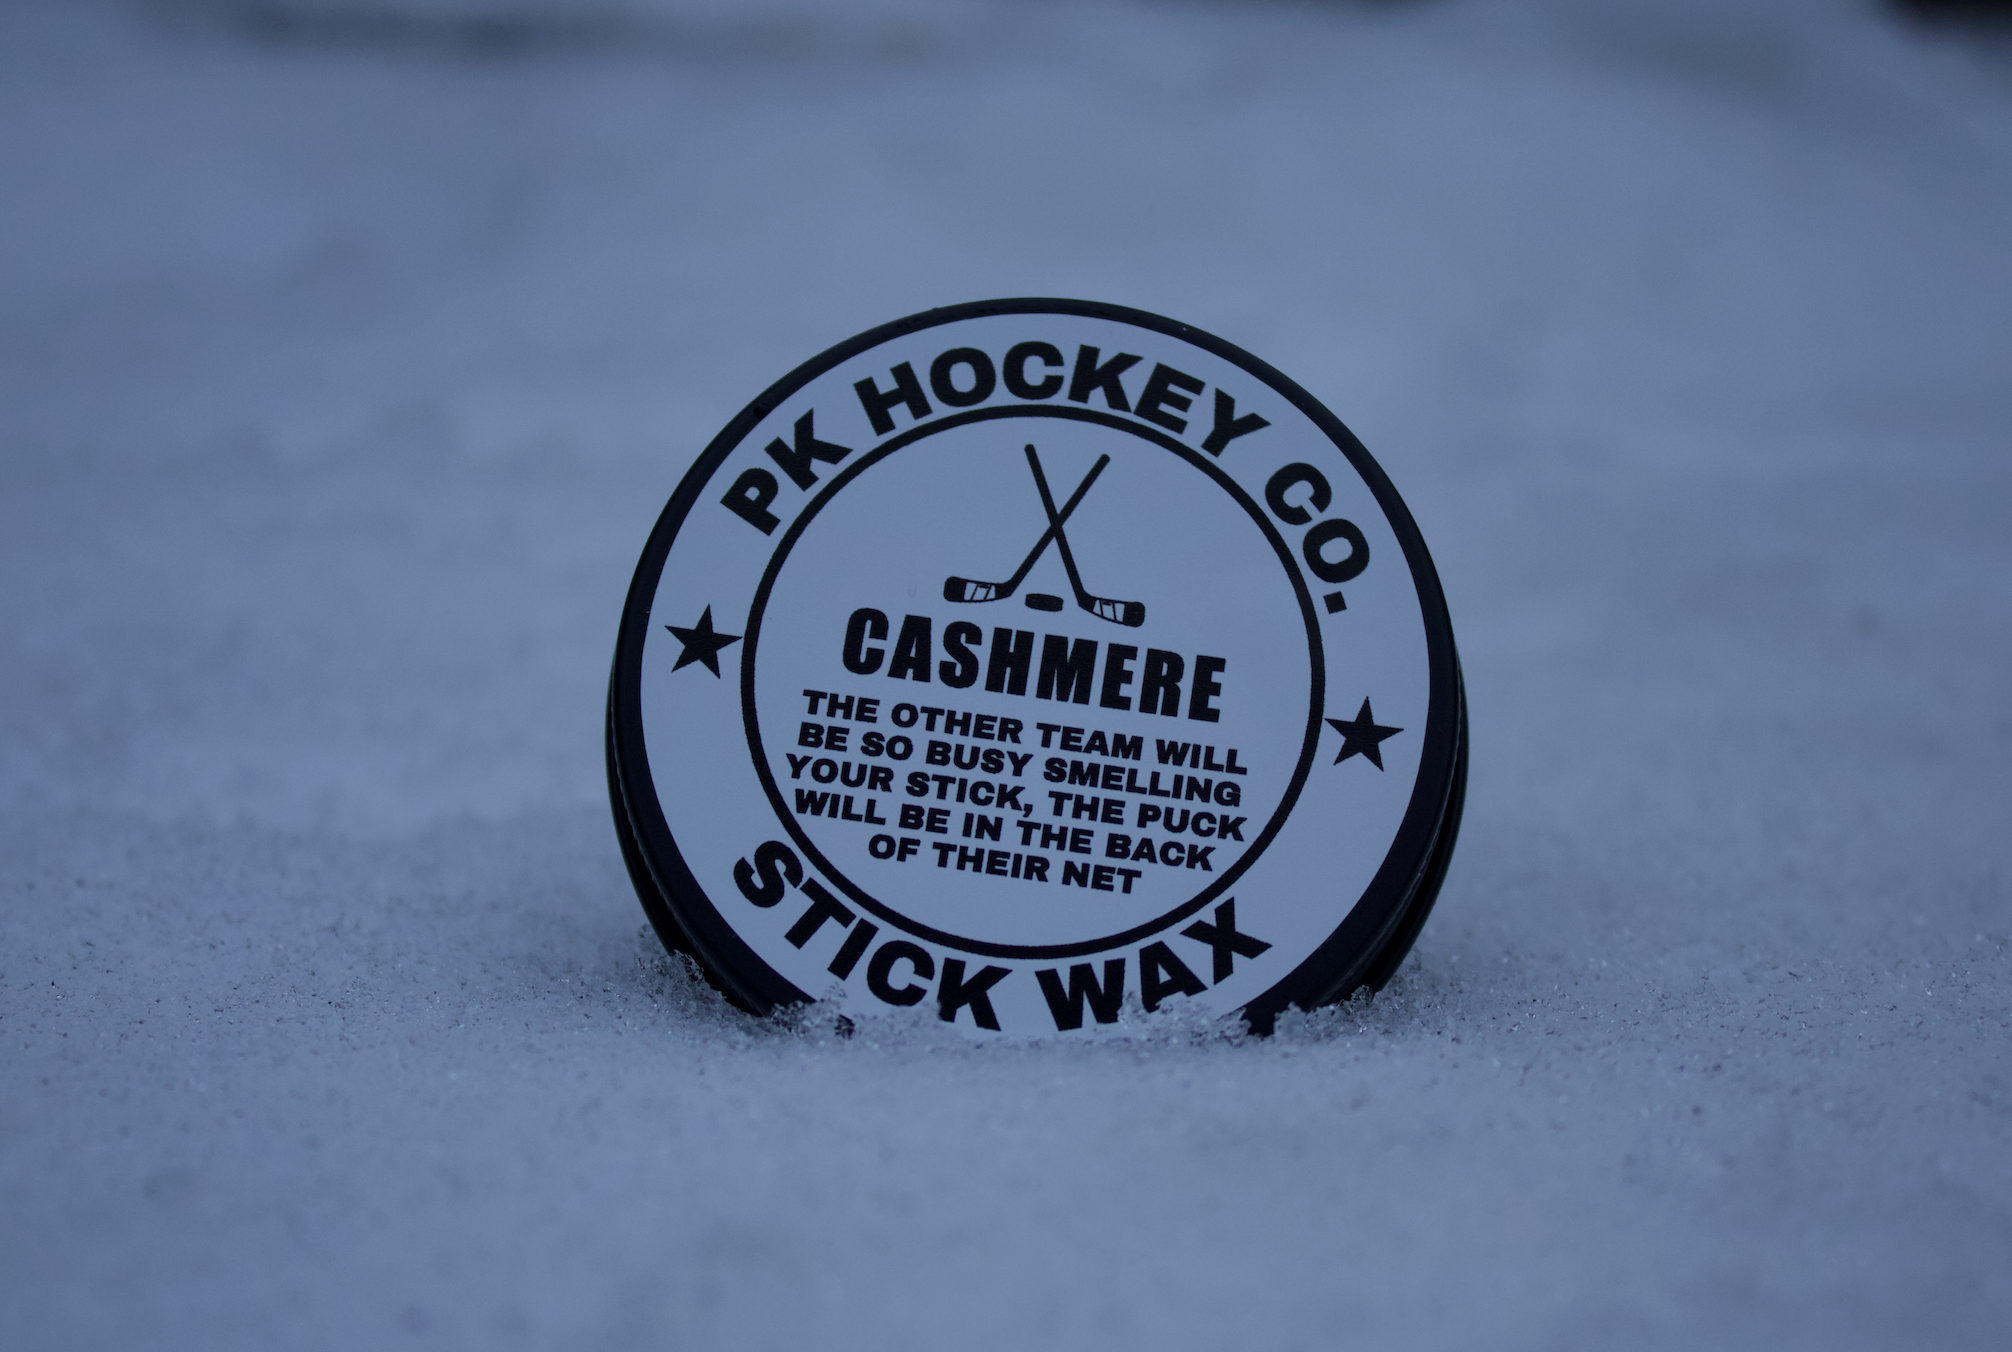 PK HOCKEY CO.
CASHMERE
THE OTHER TEAM WILL
BE SO BUSY SMELLING
YOUR STICK, THE PUCK
WILL BE IN THE BACK
OF THEIR NET
STICK WAX